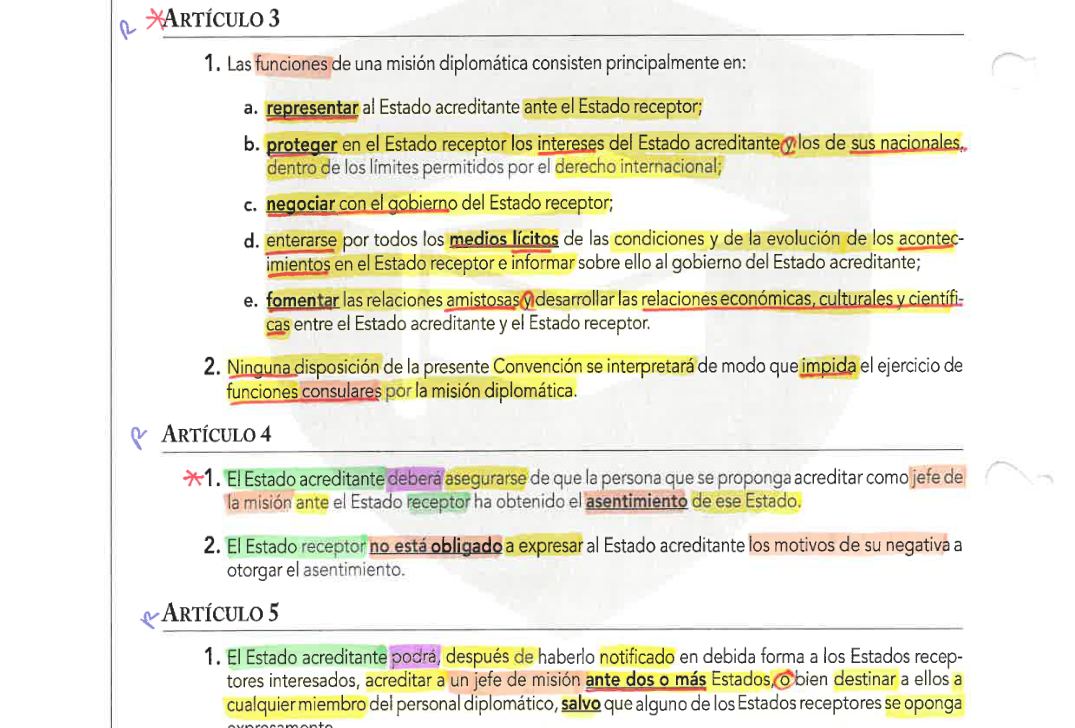 ARTÍCULO 3
1. Las funciones de una misión diplomática consisten principalmente en:
a. representar al Estado acreditante ante el Estado receptor;
b. proteger en el Estado receptor los intereses del Estado acreditante y los de sus nacionales,
dentro de los límites permitidos por el derecho internacional;
c. negociar con el gobierno del Estado receptor;
d. enterarse por todos los medios lícitos de las condiciones y de la evolución de los acontec-
imientos en el Estado receptor e informar sobre ello al gobierno del Estado acreditante;
e. fomentar las relaciones amistosas y desarrollar las relaciones económicas, culturales y científi-
cas entre el Estado acreditante y el Estado receptor.
2. Ninguna disposición de la presente Convención se interpretará de modo que impida el ejercicio de
funciones consulares por la misión diplomática.
ARTÍCULO 4
1. El Estado acreditante deberá asegurarse de que la persona que se proponga acreditar como jefe de
la misión ante el Estado receptor ha obtenido el asentimiento de ese Estado.
2. El Estado receptor no está obligado a expresar al Estado acreditante los motivos de su negativa a
otorgar el asentimiento.
ARTÍCULO 5
1. El Estado acreditante podrá, después de haberlo notificado en debida forma a los Estados recep-
tores interesados, acreditar a un jefe de misión ante dos o más Estados, o bien destinar a ellos a
cualquier miembro del personal diplomático, salvo que alguno de los Estados receptores se oponga